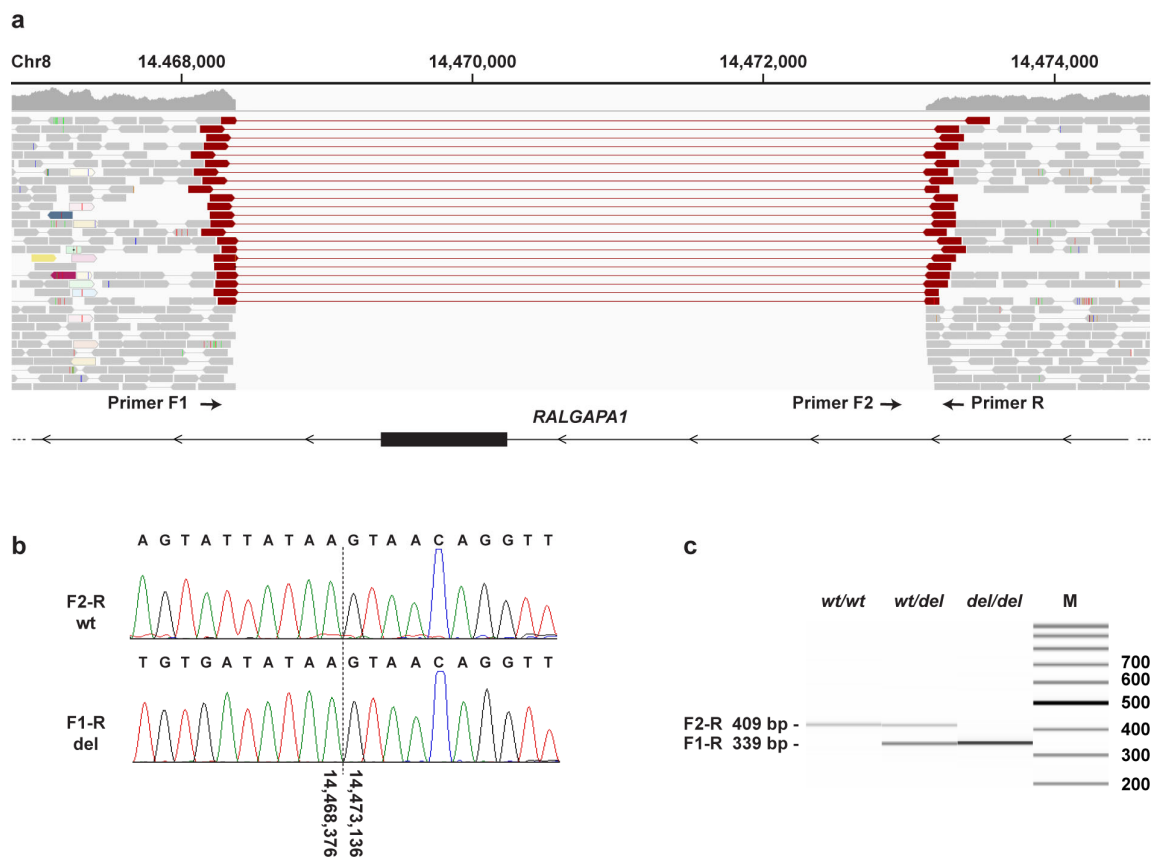 a
Chr8 14,468,000 14,470,000 14,472,000 14,474,000
Primer F1 Primer F2 Primer R
RALGAPA1
b
A G T A T T A T A A G T A A C A G G T T
F2-R
wt
T G T G A T A T A A G T A A C A G G T T
F1-R
del
14,468,376
14,473,136
c
wt/wt wt/del del/del M
700
600
500
F2-R 409 bp - 400
F1-R 339 bp - 300
200